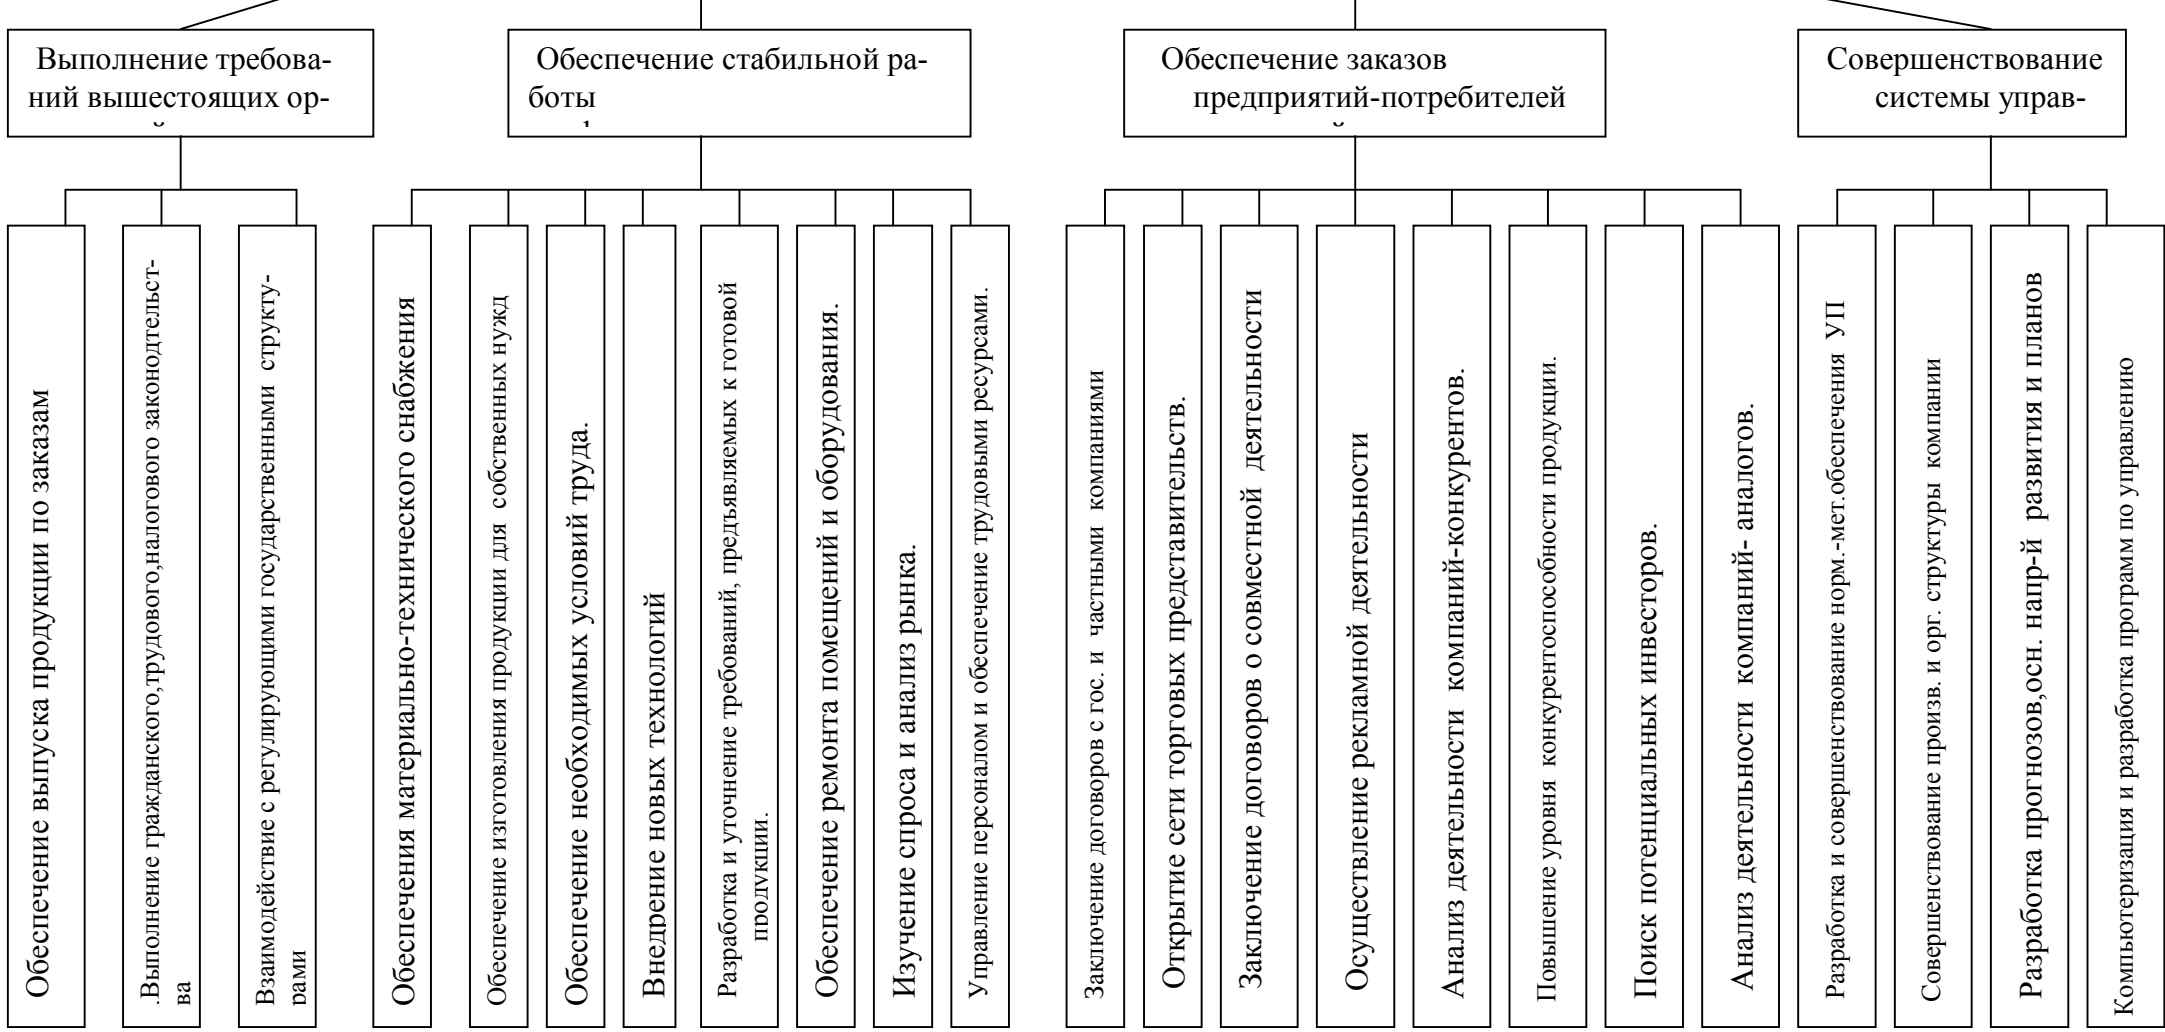 Выполнение требова-
ний вышестоящих ор-
Обеспечение стабильной ра-
боты
Обеспечение заказов
предприятий-потребителей
Совершенствование
системы управ-
Обеспечение выпуска продукции по заказам
.Выполнение гражданского,трудового,налогового законодтельст-
ва
Взаимодействие с регулирующими государственными структу-
рами
Обеспечения материально-технического снабжения
Обеспечение изготовления продукции для собственных нужд
Обеспечение необходимых условий труда.
Внедрение новых технологий
Разработка и уточнение требований, предъявляемых к готовой
продукции.
Обеспечение ремонта помещений и оборудования.
Изучение спроса и анализ рынка.
Управление персоналом и обеспечение трудовыми ресурсами.
Заключение договоров с гос. и частными компаниями
Открытие сети торговых представительств.
Заключение договоров о совместной деятельности
Осуществление рекламной деятельности
Анализ деятельности компаний-конкурентов.
Повышение уровня конкурентоспособности продукции.
Поиск потенциальных инвесторов.
Анализ деятельности компаний- аналогов.
Разработка и совершенствование норм.-мет.обеспечения УП
Совершенствование произв. и орг. структуры компании
Разработка прогнозов,осн. напр-й развития и планов
Компьютеризация и разработка программ по управлению